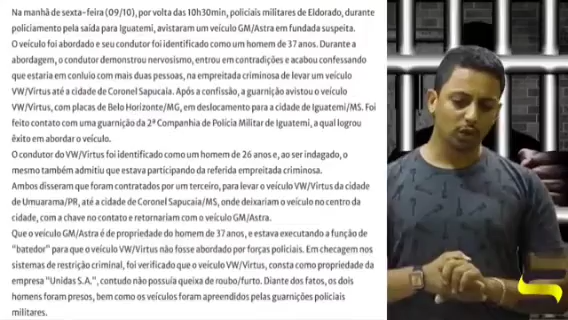 Na manhã de sexta-feira (09/10), por volta das 10h30min, policiais militares de Eldorado, durante
policiamento pela saída para Iguatemi, avistaram um veículo GM/Astra em fundada suspeita.
O veículo foi abordado e seu condutor foi identificado como um homem de 37 anos. Durante a
abordagem, o condutor demonstrou nervosismo, entrou em contradições e acabou confessando
que estaria em conluio com mais duas pessoas, na empreitada criminosa de levar um veículo
VW/Virtus até a cidade de Coronel Sapucaia. Após a confissão, a guarnição avistou o veículo
VW/Virtus, com placas de Belo Horizonte/MG, em deslocamento para a cidade de Iguatemi/MS. Foi
feito contato com uma guarnição da 2ª Companhia de Polícia Militar de Iguatemi, a qual logrou
êxito em abordar o veículo.
O condutor do VW/Virtus foi identificado como um homem de 26 anos e, ao ser indagado, o
mesmo também admitiu que estava participando da referida empreitada criminosa.
Ambos disseram que foram contratados por um terceiro, para levar o veículo VW/Virtus da cidade
de Umuarama/PR, até a cidade de Coronel Sapucaia/MS, onde deixariam o veículo no centro da
cidade, com a chave no contato e retornariam com o veículo GM/Astra.
Que o veículo GM/Astra é de propriedade do homem de 37 anos, e estava executando a função de
"batedor" para que o veículo VW/Virtus não fosse abordado por forças policiais. Em checagem nos
sistemas de restrição criminal, foi verificado que o veículo VW/Virtus, consta como propriedade da
empresa "Unidas S.A.", contudo não possuía queixa de roubo/furto. Diante dos fatos, os dois
homens foram presos, bem como os veículos foram apreendidos pelas guarnições policiais
militares.